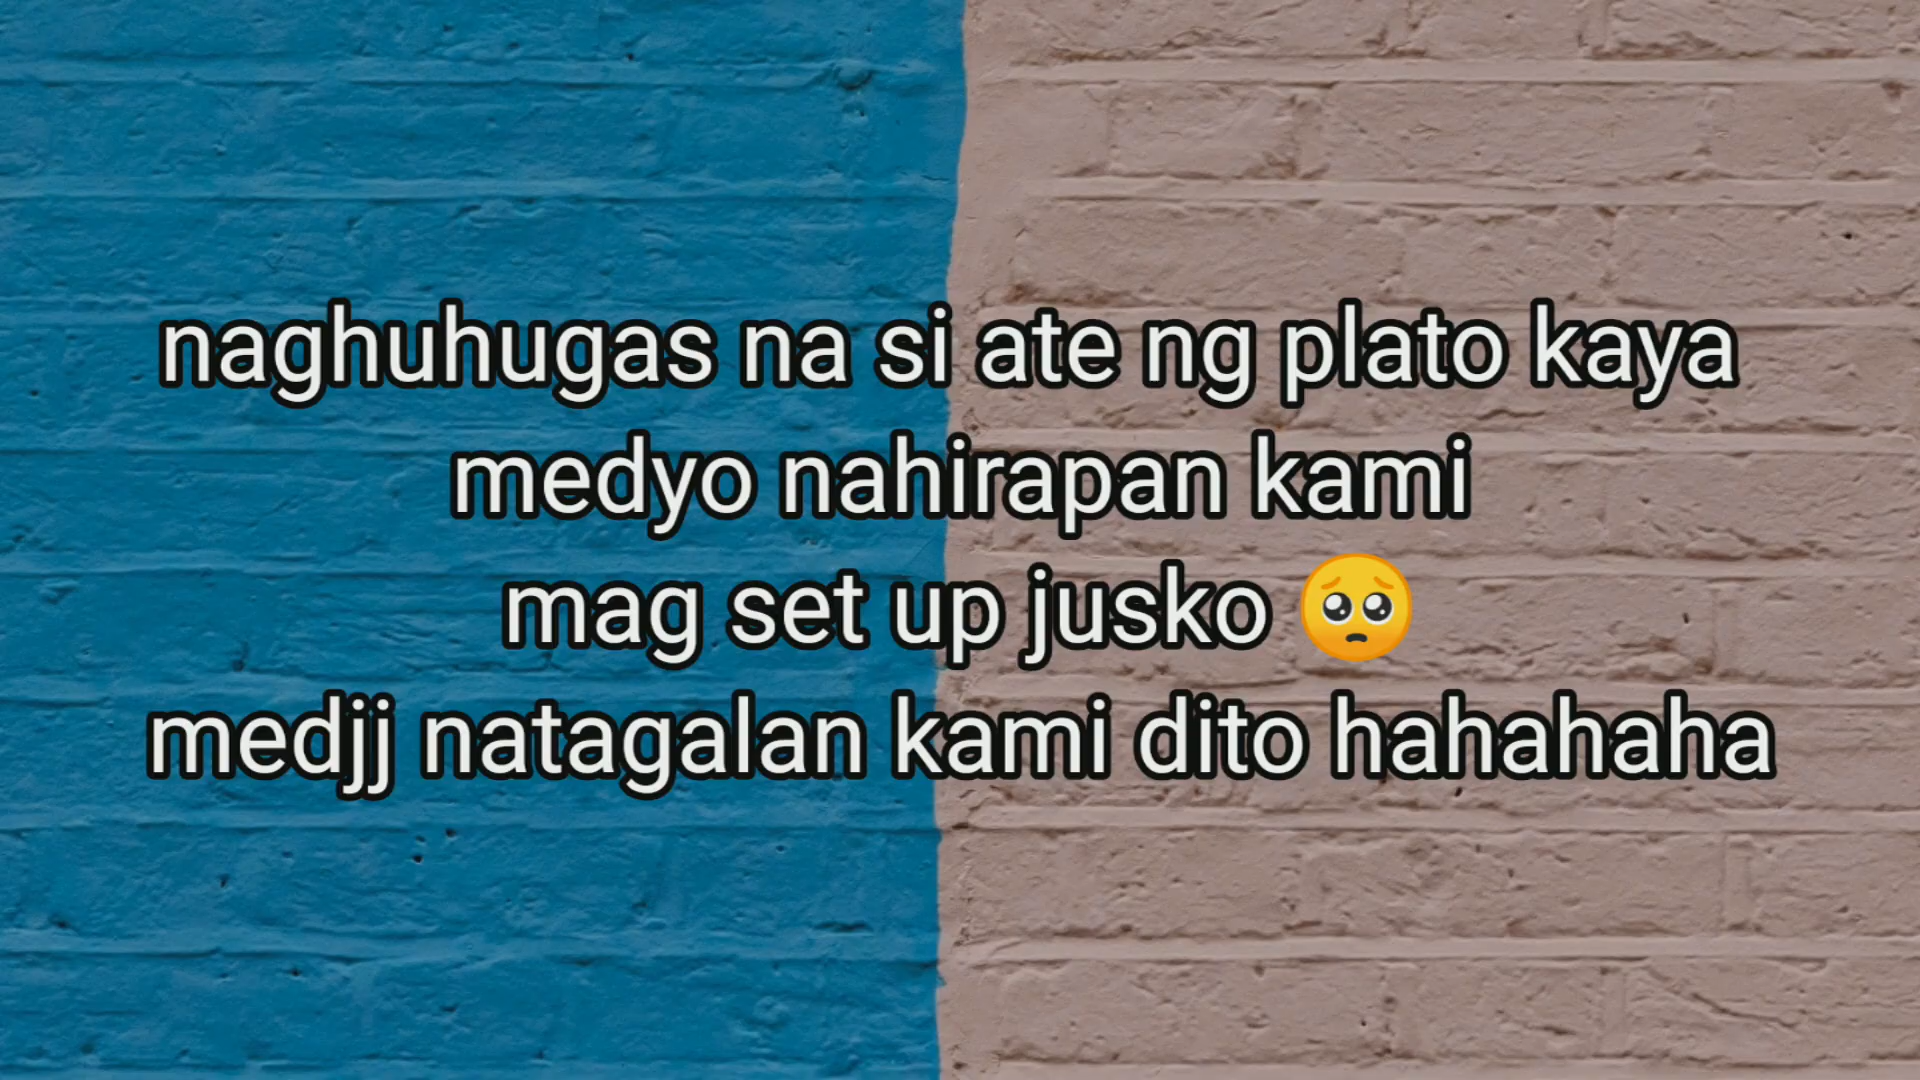 naghuhugas na si ate ng plato kaya
medyo nahirapan kami
mag set up jusko 🥺
medjj natagalan kami dito hahahaha